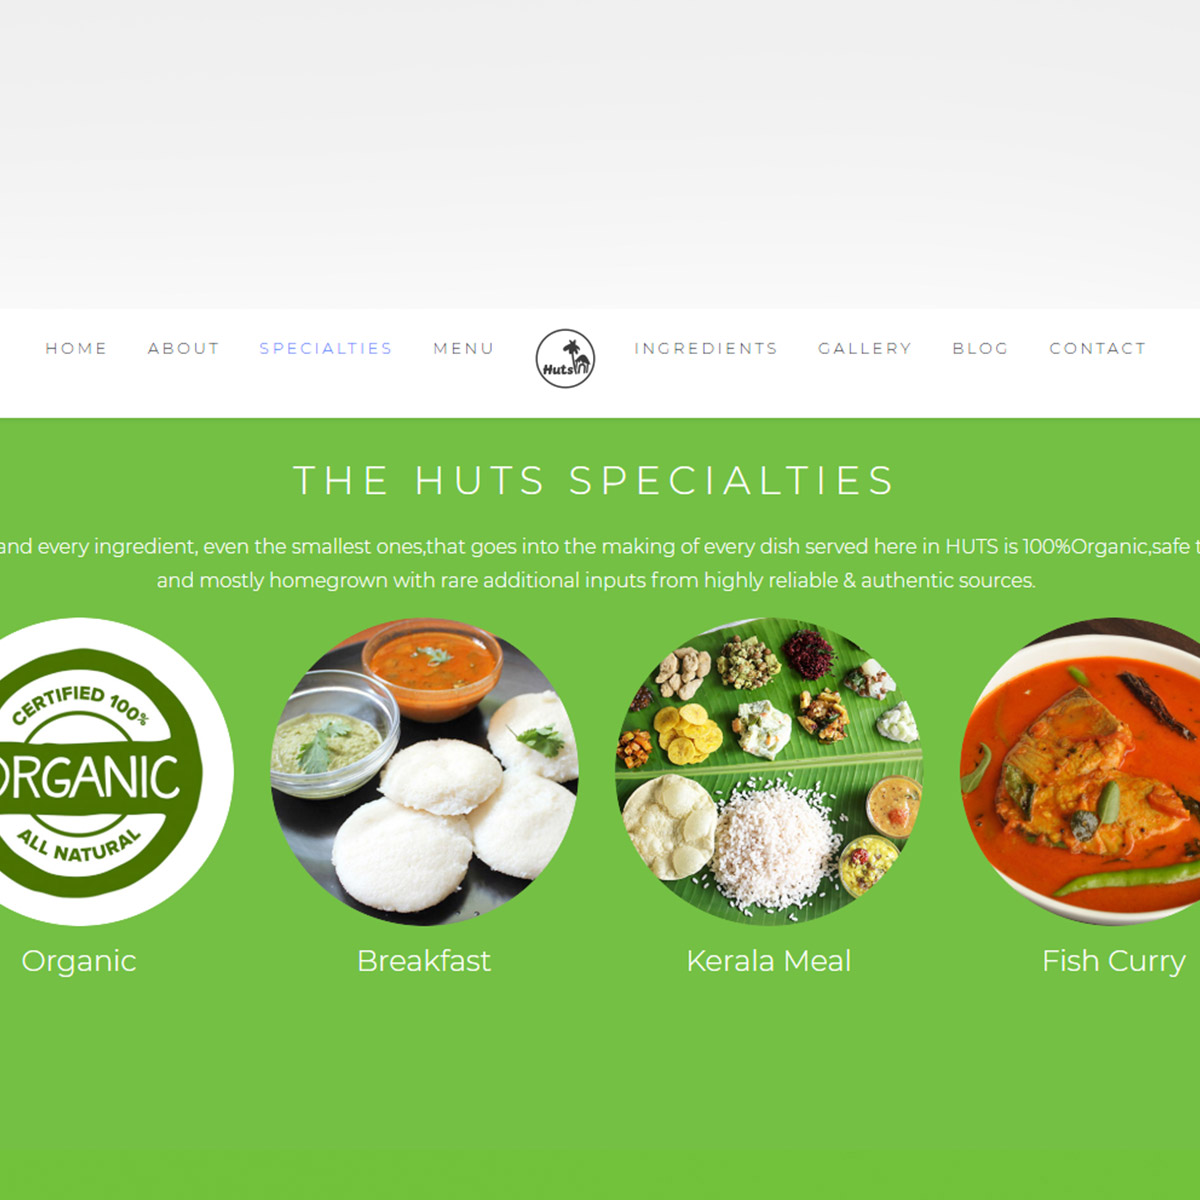 HOME ABOUT SPECIALTIES MENU Huts INGREDIENTS GALLERY BLOG CONTACT
THE HUTS SPECIALTIES
and every ingredient, even the smallest ones,that goes into the making of every dish served here in HUTS is 100%Organic,safe
and mostly homegrown with rare additional inputs from highly reliable & authentic sources.
CERTIFIED 100%
ORGANIC
ALL NATURAL
Organic Breakfast Kerala Meal Fish Curry